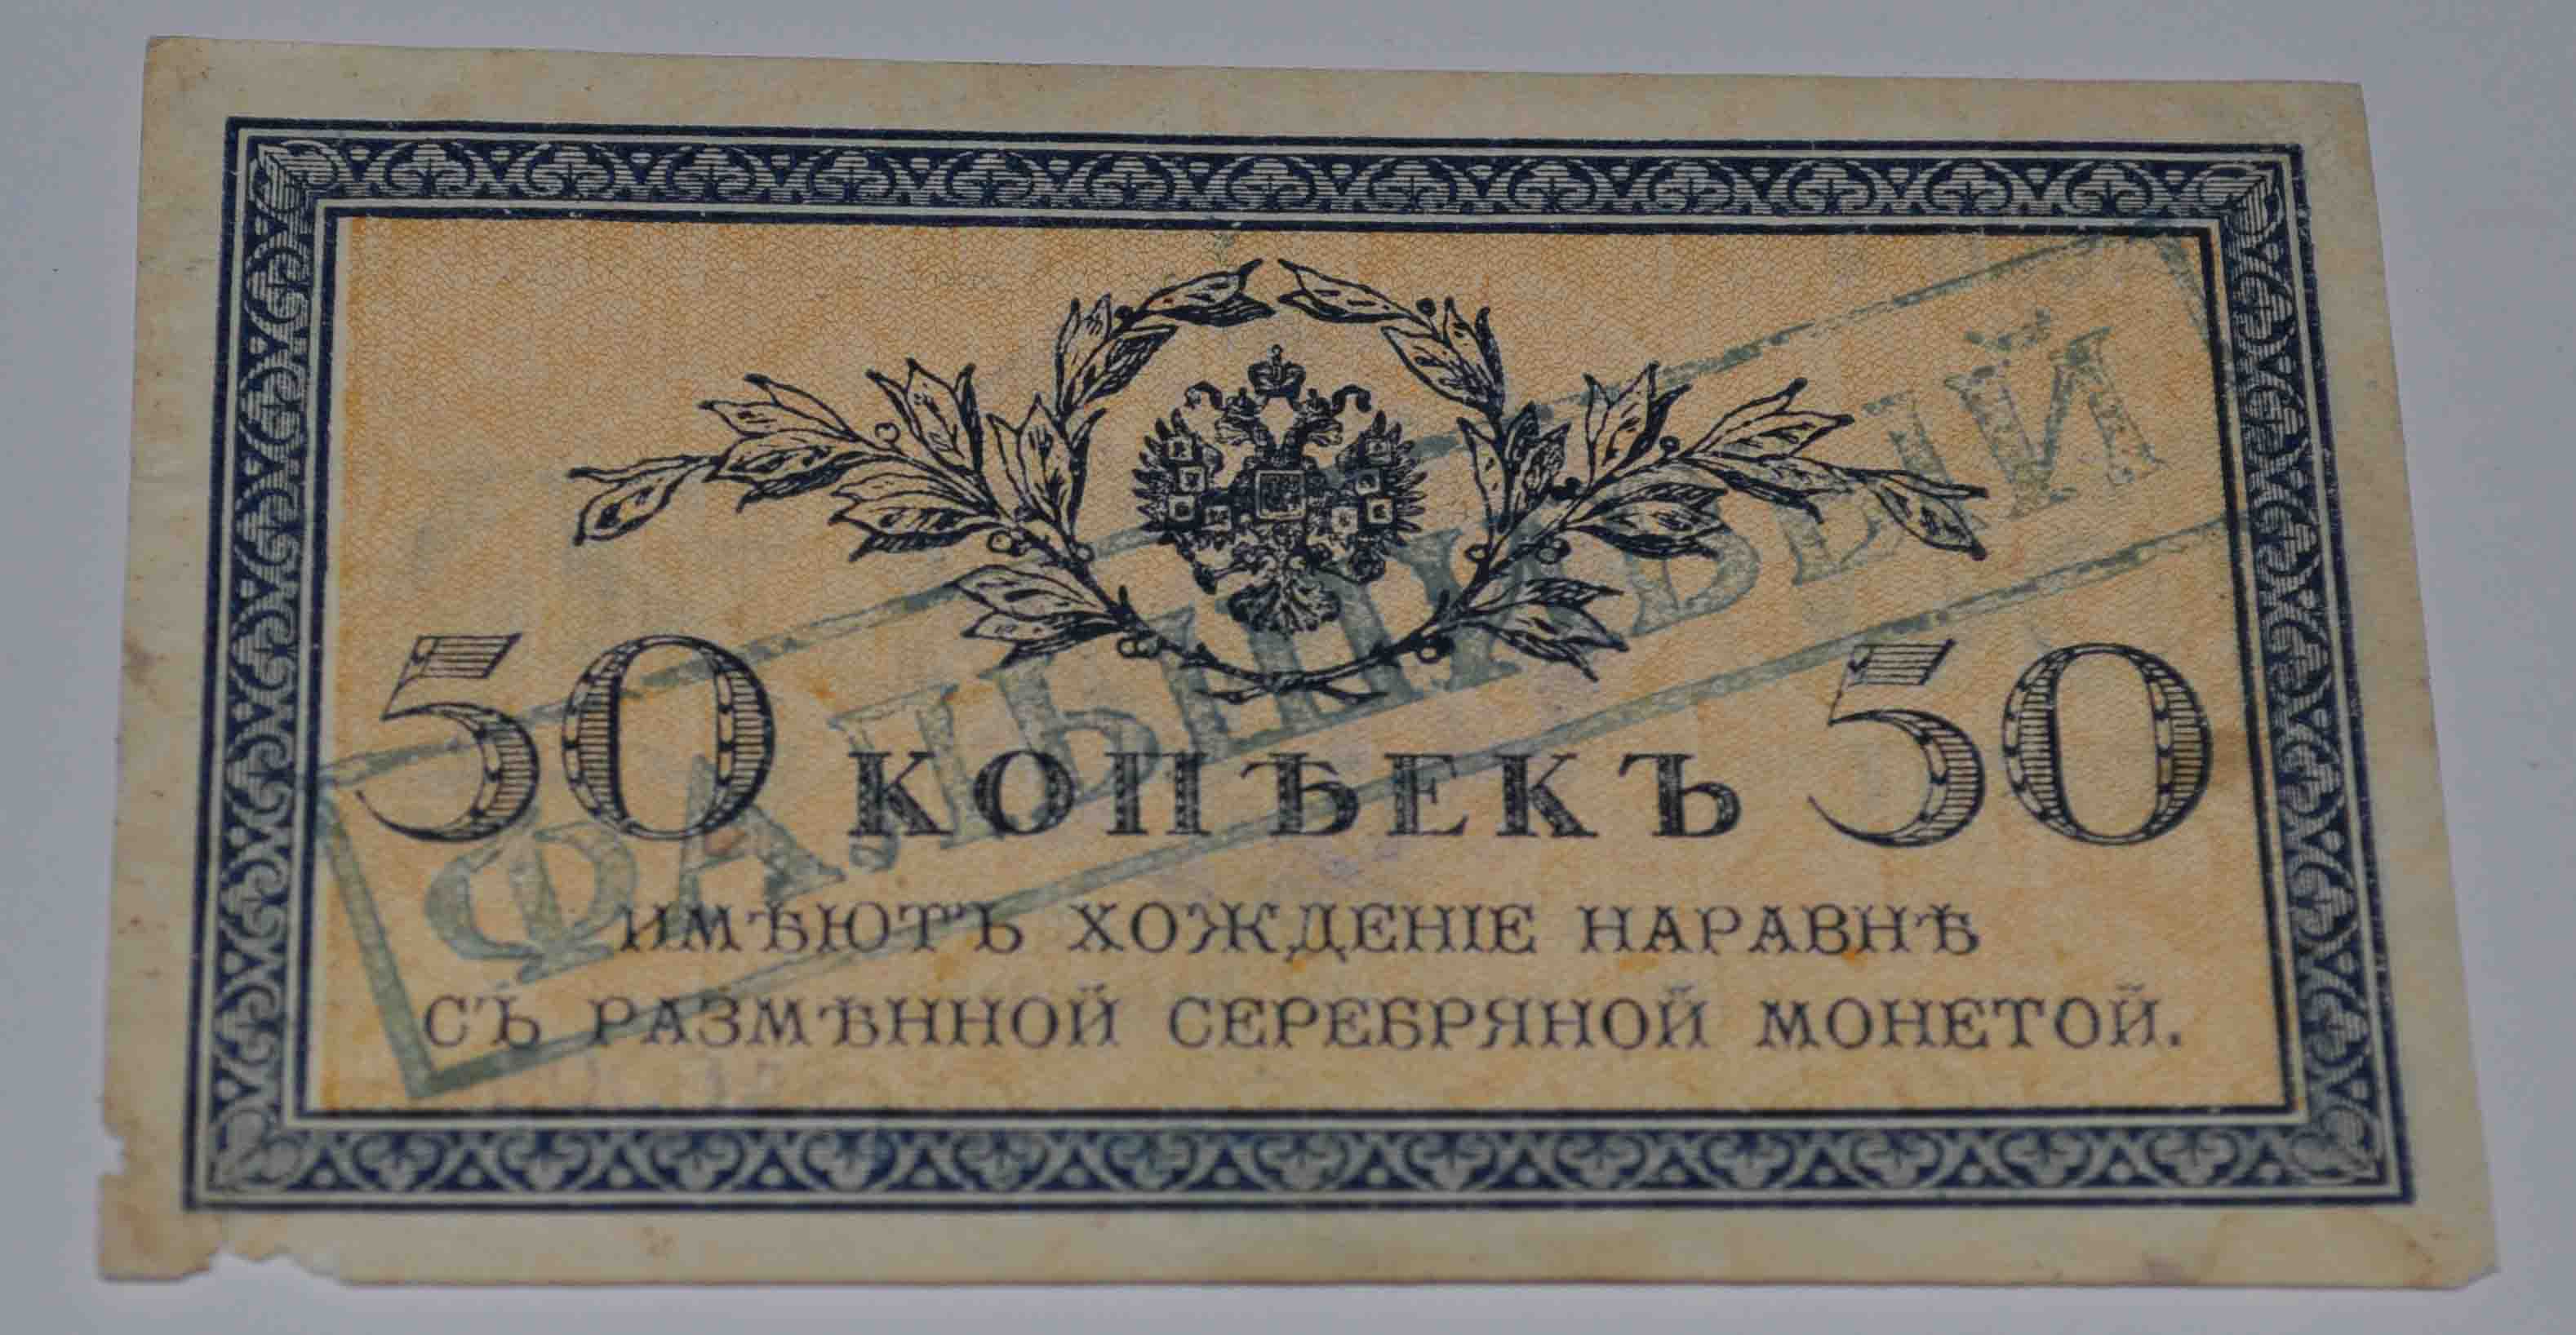 50 КОПѢЕКЪ 50
ИМѢЮТЪ ХОЖДЕНІЕ НАРАВНѢ
СЪ РАЗМѢННОЙ СЕРЕБРЯНОЙ МОНЕТОЙ.
ФАЛЬШИВЫЙ